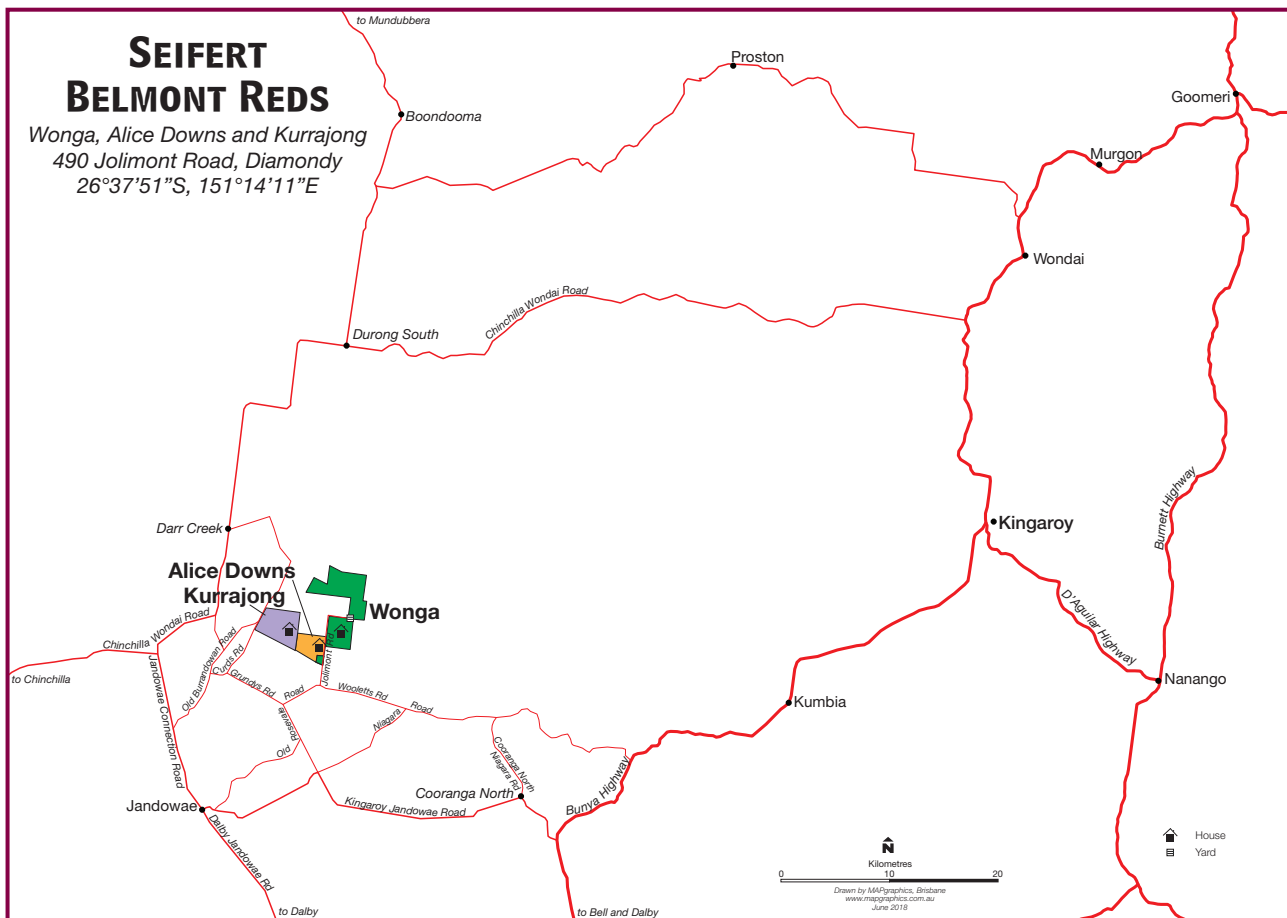 to Mundubbera
SEIFERT
BELMONT REDS
Wonga, Alice Downs and Kurrajong
490 Jolimont Road, Diamondy
26°37'51"S, 151°14'11"E
Proston
Goomeri
Boondooma
Murgon
Wondai
Chinchilla Wondai Road
Durong South
Burnett Highway
Kingaroy
Darr Creek
Alice Downs
Kurrajong
Wonga
D'Aguilar Highway
Chinchilla Wondai Road
to Chinchilla
Jandowae Connection Road
Old Burrandowan Road
Curds Rd
Grundys Rd
Jolimont Rd
Road
Wooletts Rd
Road
Niagara
Rosevale
Old
Nanango
Kumbia
Cooranga North
Niagara Rd
Cooranga North
Bunya Highway
Jandowae
Kingaroy Jandowae Road
Dalby Jandowae Rd
to Dalby
to Bell and Dalby
N
Kilometres
0 10 20
Drawn by MAPgraphics, Brisbane
www.mapgraphics.com.au
June 2018
House
Yard